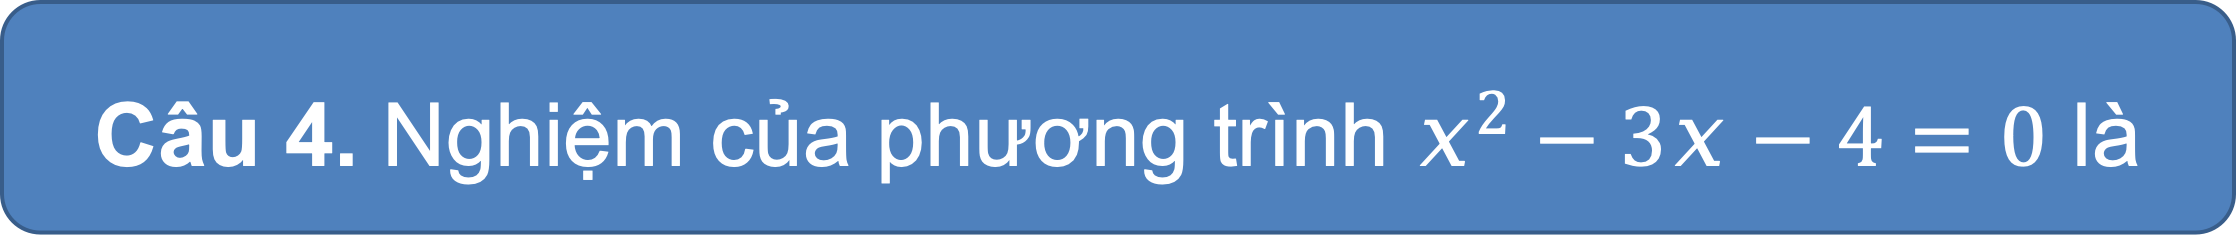 Câu 4. Nghiệm của phương trình x² − 3x − 4 = 0 là